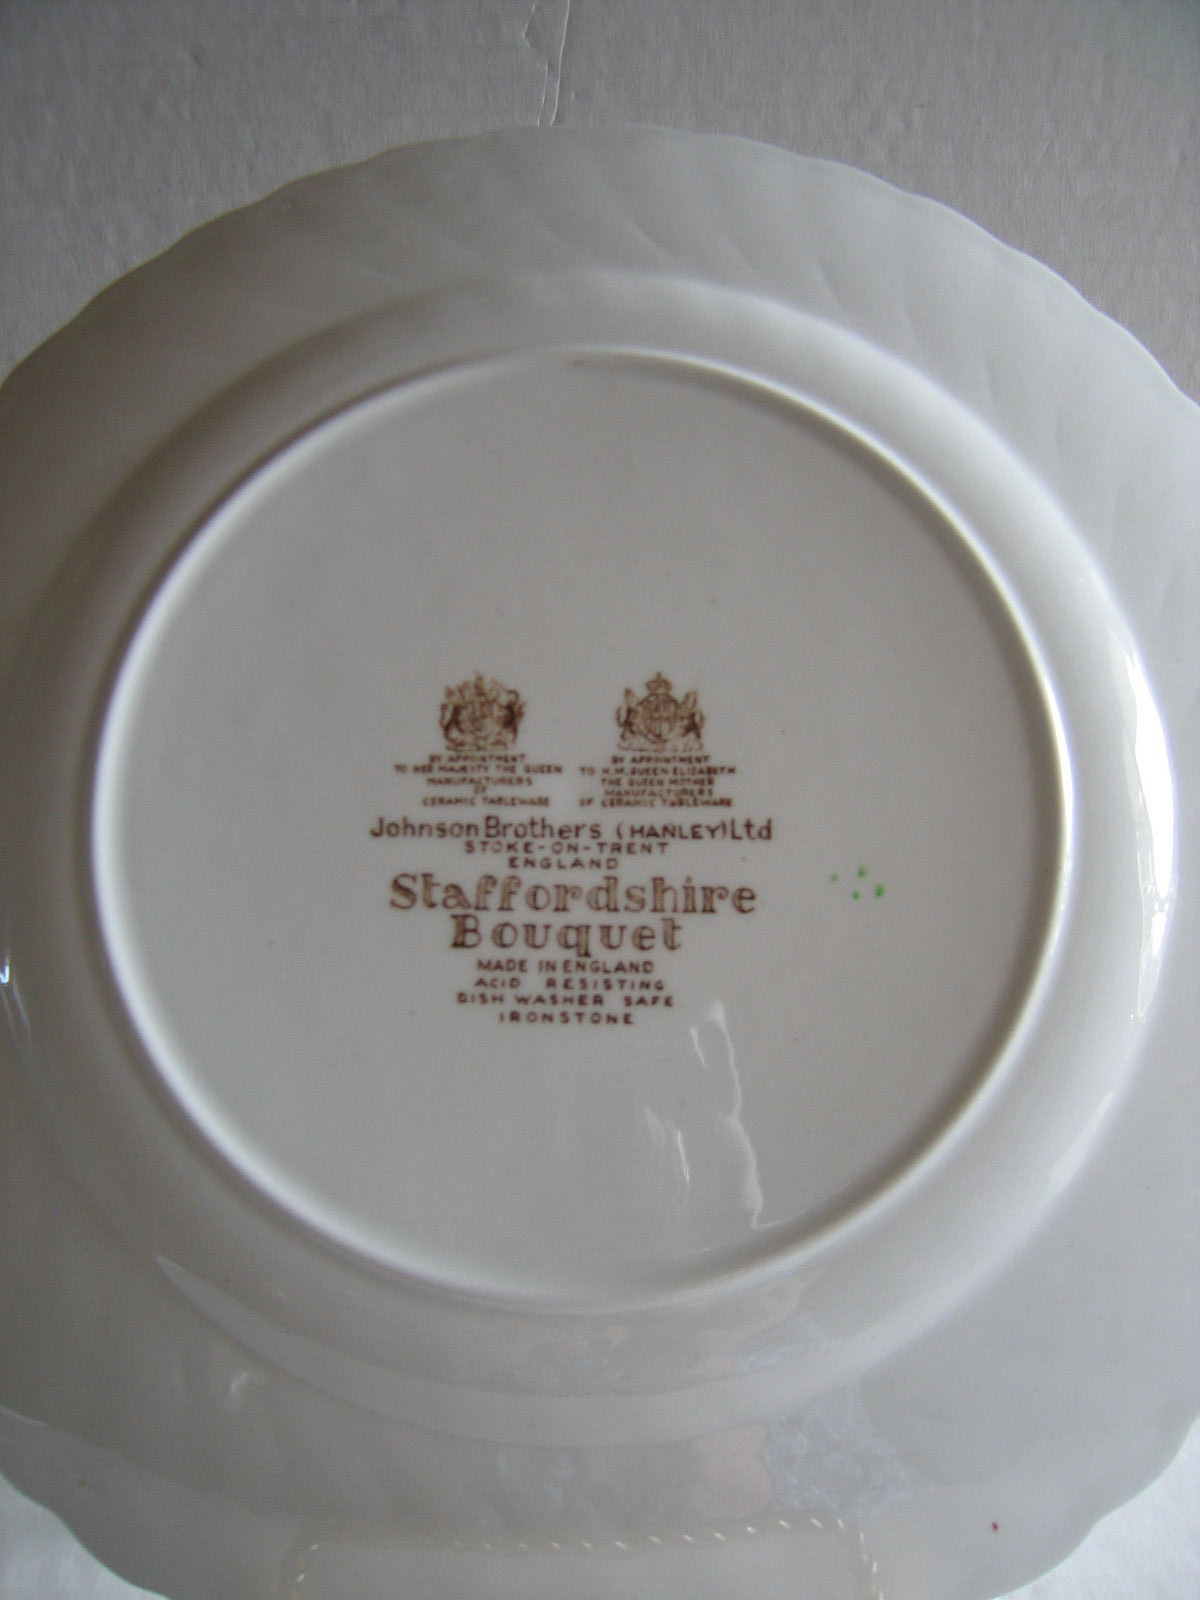 BY APPOINTMENT
TO HER MAJESTY THE QUEEN
MANUFACTURERS
OF
CERAMIC TABLEWARE
BY APPOINTMENT
TO H.M. QUEEN ELIZABETH
THE QUEEN MOTHER
MANUFACTURERS
OF CERAMIC TABLEWARE
Johnson Brothers (HANLEY) Ltd
STOKE-ON-TRENT
ENGLAND
Staffordshire
Bouquet
MADE IN ENGLAND
ACID RESISTING
DISH WASHER SAFE
IRONSTONE